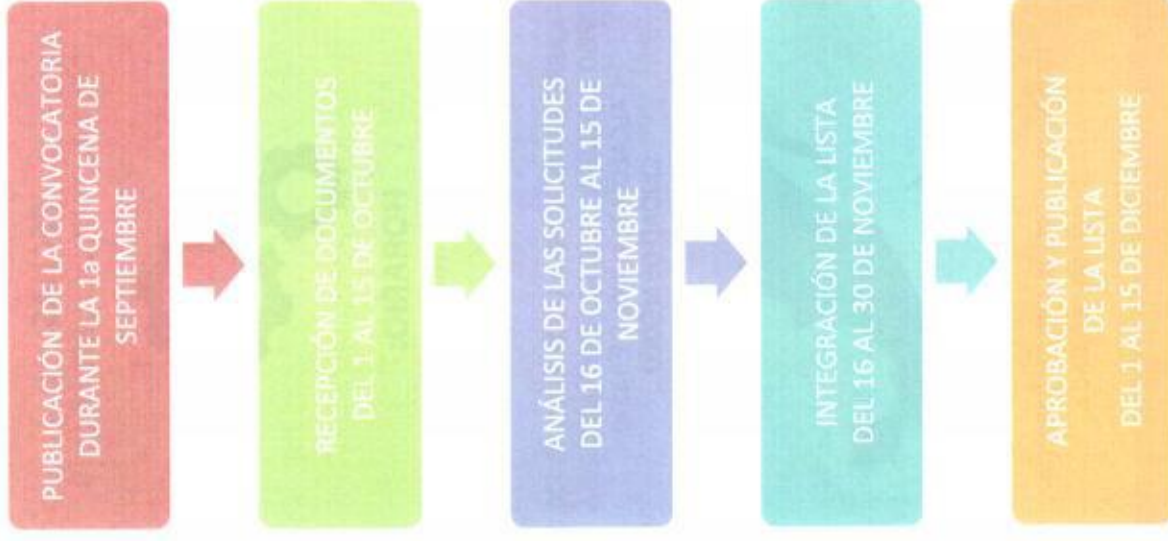 PUBLICACIÓN DE LA CONVOCATORIA
DURANTE LA 1a QUINCENA DE
SEPTIEMBRE
RECEPCIÓN DE DOCUMENTOS
DEL 1 AL 15 DE OCTUBRE
ANÁLISIS DE LAS SOLICITUDES
DEL 16 DE OCTUBRE AL 15 DE
NOVIEMBRE
INTEGRACIÓN DE LA LISTA
DEL 16 AL 30 DE NOVIEMBRE
APROBACIÓN Y PUBLICACIÓN
DE LA LISTA
DEL 1 AL 15 DE DICIEMBRE